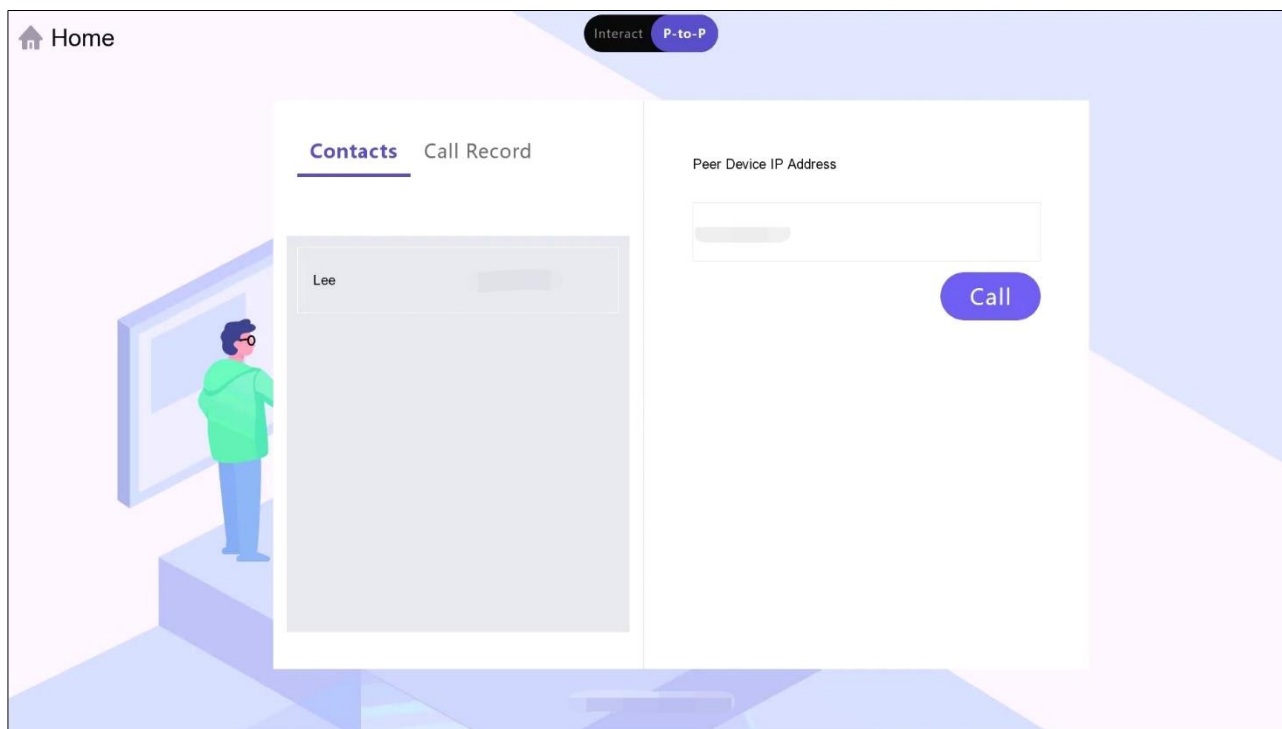 Home
Interact P-to-P
Contacts Call Record
Peer Device IP Address
Lee
Call